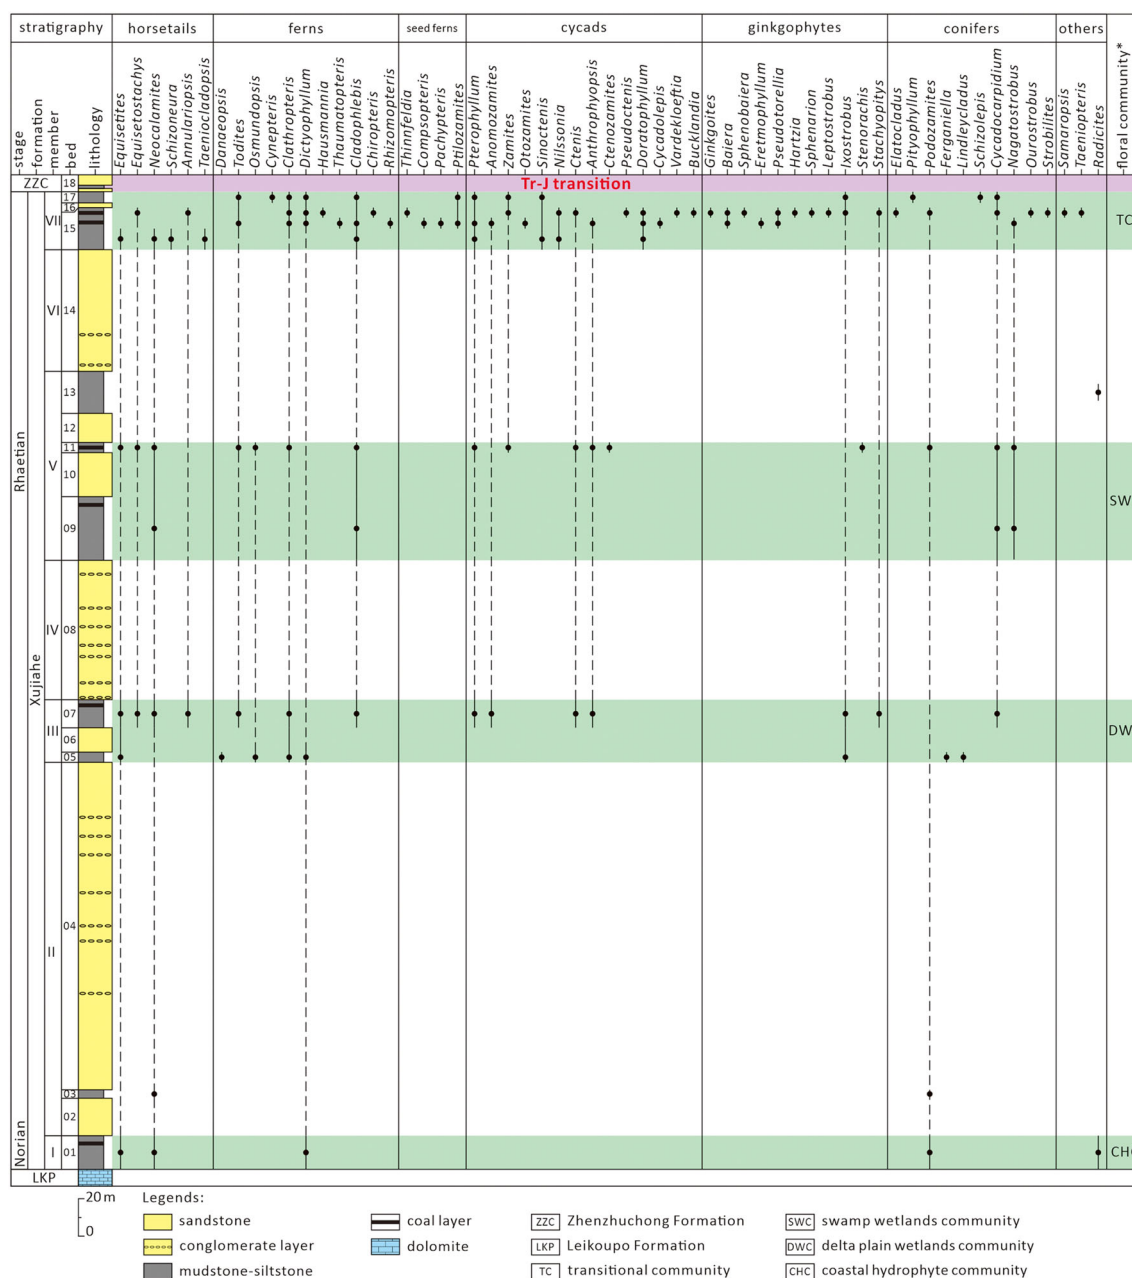 stratigraphy horsetails ferns seed ferns cycads ginkgophytes conifers others
stage
formation
member
bed
lithology
Equisetites
Equisetostachys
Neocalamites
Schizoneura
Annulariopsis
Taeniocladopsis
Danaeopsis
Todites
Osmundopsis
Cynepteris
Clathropteris
Dictyophyllum
Hausmannia
Thaumatopteris
Cladophlebis
Chiropteris
Rhizomopteris
Thinnfeldia
Compsopteris
Pachypteris
Ptilozamites
Pterophyllum
Anomozamites
Zamites
Otozamites
Sinoctenis
Nilssonia
Ctenis
Anthrophyopsis
Ctenozamites
Pseudoctenis
Doratophyllum
Cycadolepis
Vardekloeftia
Bucklandia
Ginkgoites
Baiera
Sphenobaiera
Eretmophyllum
Pseudotorellia
Hartzia
Sphenarion
Leptostrobus
Ixostrobus
Stenorachis
Stachyopitys
Elatocladus
Pityophyllum
Podozamites
Ferganiella
Lindleycladus
Schizolepis
Cycadocarpidium
Nagatostrobus
Ourostrobus
Strobilites
Samaropsis
Taeniopteris
Radicites
floral community*
ZZC 18 Tr-J transition
17
16
VII 15 TC
VI 14
13
12
11
V 10
SW
09
Rhaetian
Xujiahe
IV 08
07
DW
III 06
05
04
II
03
02
Norian
I 01 CHC
LKP
20 m
0
Legends:
sandstone coal layer ZZC Zhenzhuchong Formation SWC swamp wetlands community
conglomerate layer dolomite LKP Leikoupo Formation DWC delta plain wetlands community
mudstone-siltstone TC transitional community CHC coastal hydrophyte community